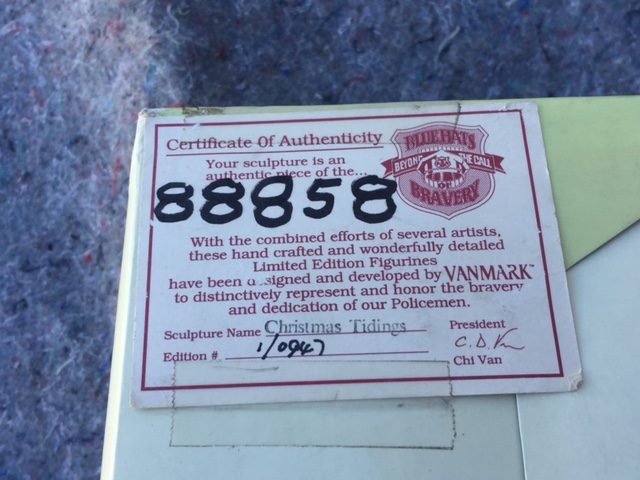 Certificate Of Authenticity
BLUE HATS
BEYOND THE CALL
OF
BRAVERY
Your sculpture is an
authentic piece of the...
88858
With the combined efforts of several artists,
these hand crafted and wonderfully detailed
Limited Edition Figurines
have been signed and developed by VANMARK™
to distinctively represent and honor the bravery
and dedication of our Policemen.
Sculpture Name Christmas Tidings
President
Edition # 1/0947
Chi Van